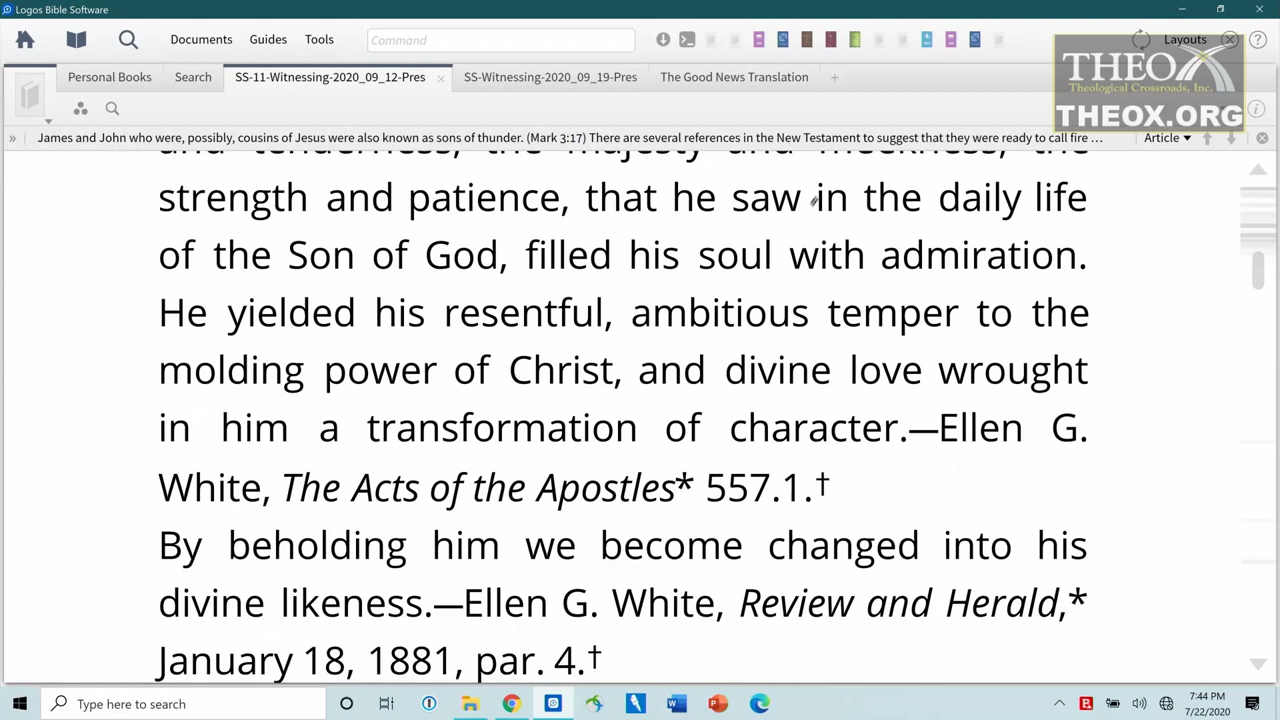 Logos Bible Software
Documents Guides Tools Command Layouts
THEOX
Theological Crossroads, Inc.
THEOX.ORG
Personal Books Search SS-11-Witnessing-2020_09_12-Pres SS-Witnessing-2020_09_19-Pres The Good News Translation
James and John who were, possibly, cousins of Jesus were also known as sons of thunder. (Mark 3:17) There are several references in the New Testament to suggest that they were ready to call fire … Article
and tenderness, the majesty and meekness, the
strength and patience, that he saw in the daily life
of the Son of God, filled his soul with admiration.
He yielded his resentful, ambitious temper to the
molding power of Christ, and divine love wrought
in him a transformation of character.—Ellen G.
White, The Acts of the Apostles* 557.1.†
By beholding him we become changed into his
divine likeness.—Ellen G. White, Review and Herald,*
January 18, 1881, par. 4.†
Type here to search
7:44 PM
7/22/2020